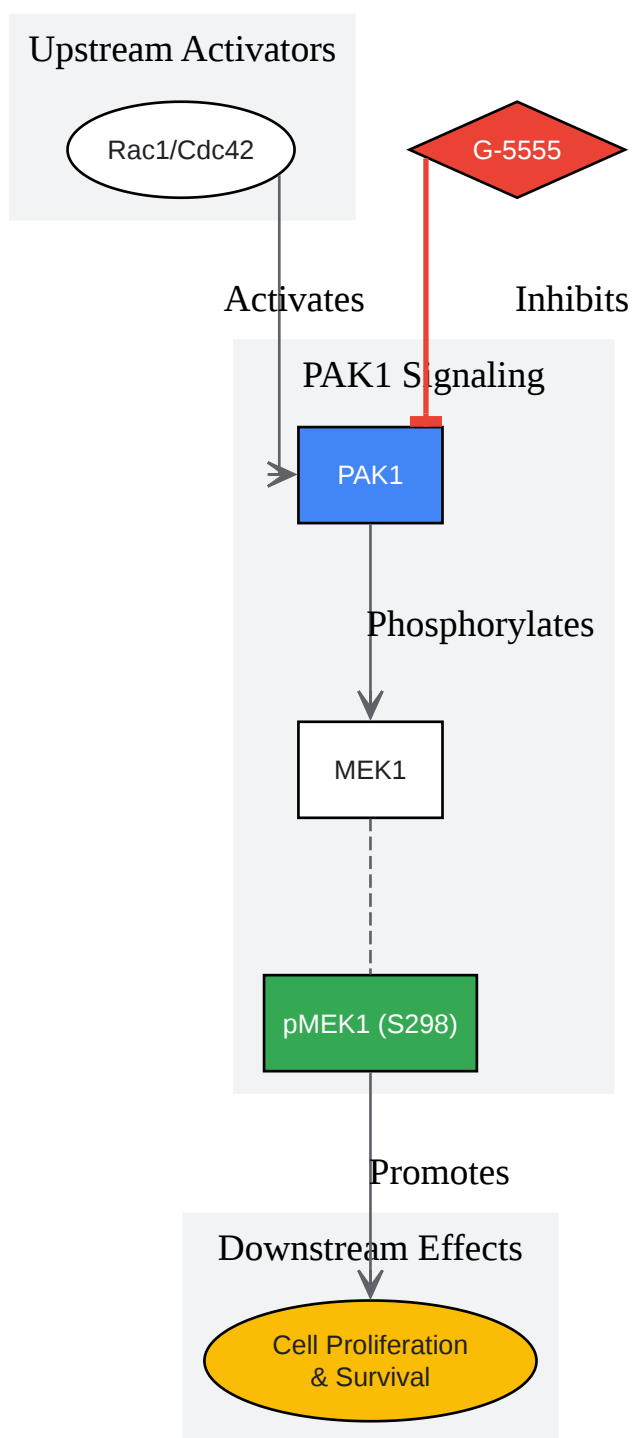 Upstream Activators
Rac1/Cdc42
G-5555
Activates
Inhibits
PAK1 Signaling
PAK1
Phosphorylates
MEK1
pMEK1 (S298)
Promotes
Downstream Effects
Cell Proliferation
& Survival